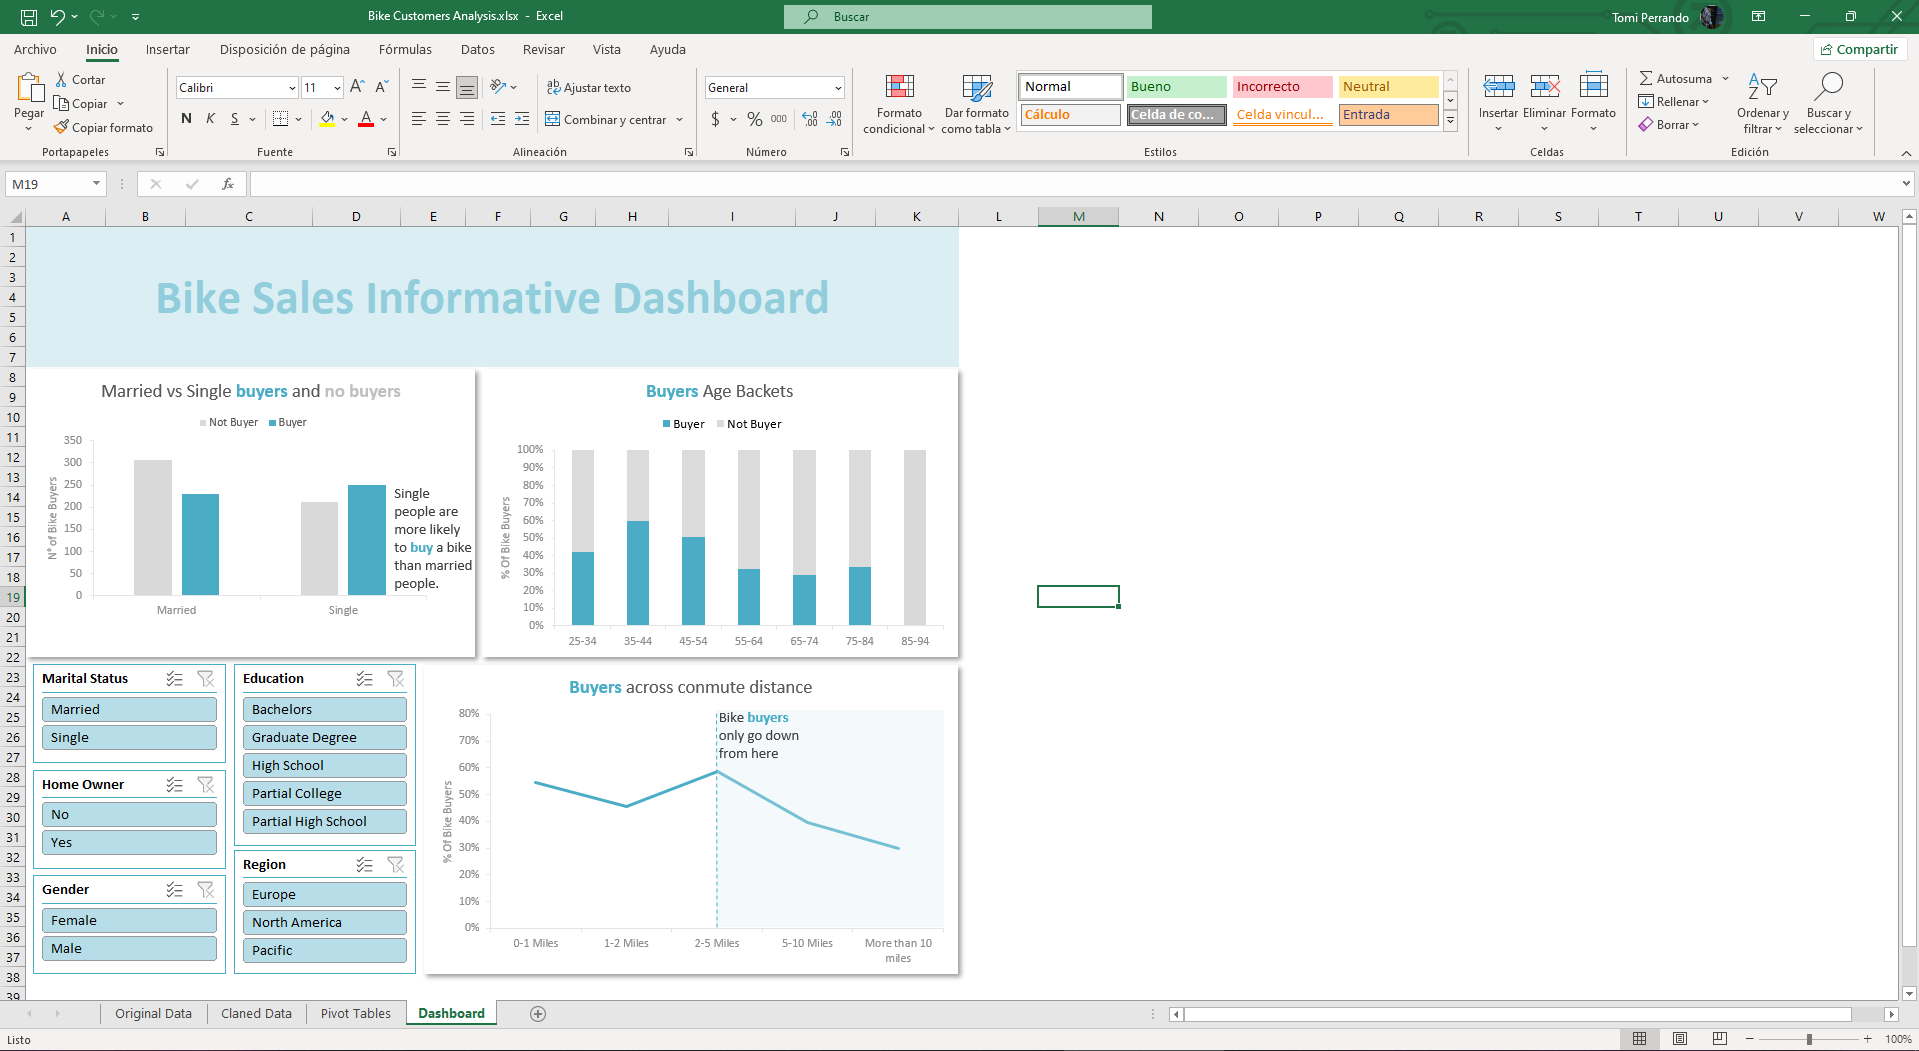 Bike Customers Analysis.xlsx - Excel
Buscar
Tomi Perrando
Archivo Inicio Insertar Disposición de página Fórmulas Datos Revisar Vista Ayuda
Compartir
Pegar
Cortar
Copiar
Copiar formato
Portapapeles
Calibri 11 A A
N K S A
Fuente
Ajustar texto
Combinar y centrar
Alineación
General
$ % 000
Número
Formato condicional
Dar formato como tabla
Normal Bueno Incorrecto Neutral
Cálculo Celda de co... Celda vincul... Entrada
Estilos
Insertar Eliminar Formato
Celdas
Autosuma
Rellenar
Borrar
Ordenar y filtrar
Buscar y seleccionar
Edición
M19
fx
A B C D E F G H I J K L M N O P Q R S T U V W
1
2
3
4
5
6
7
8
9
10
11
12
13
14
15
16
17
18
19
20
21
22
23
24
25
26
27
28
29
30
31
32
33
34
35
36
37
38
39
Bike Sales Informative Dashboard
Married vs Single buyers and no buyers
Not Buyer Buyer
N° of Bike Buyers
350
300
250
200
150
100
50
0
Married Single
Single
people are
more likely
to buy a bike
than married
people.
Buyers Age Backets
Buyer Not Buyer
% Of Bike Buyers
100%
90%
80%
70%
60%
50%
40%
30%
20%
10%
0%
25-34 35-44 45-54 55-64 65-74 75-84 85-94
Marital Status
Married
Single
Home Owner
No
Yes
Gender
Female
Male
Education
Bachelors
Graduate Degree
High School
Partial College
Partial High School
Region
Europe
North America
Pacific
Buyers across conmute distance
% Of Bike Buyers
80%
70%
60%
50%
40%
30%
20%
10%
0%
Bike buyers
only go down
from here
0-1 Miles 1-2 Miles 2-5 Miles 5-10 Miles More than 10
miles
Original Data Claned Data Pivot Tables Dashboard
Listo
100%